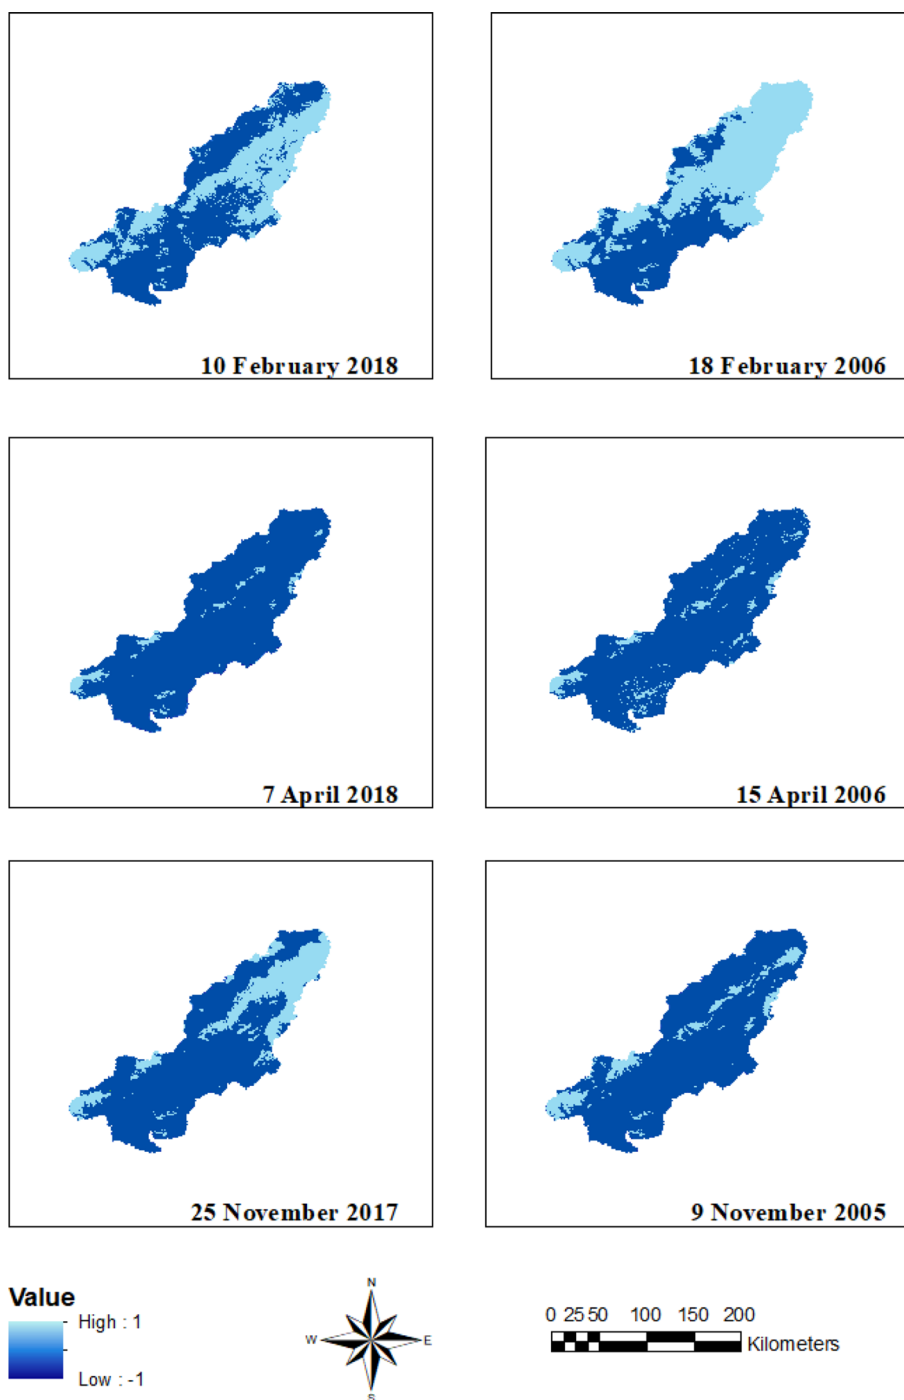 10 February 2018
18 February 2006
7 April 2018
15 April 2006
25 November 2017
9 November 2005
Value
High : 1
Low : -1
N
W
E
S
0 25 50 100 150 200
Kilometers